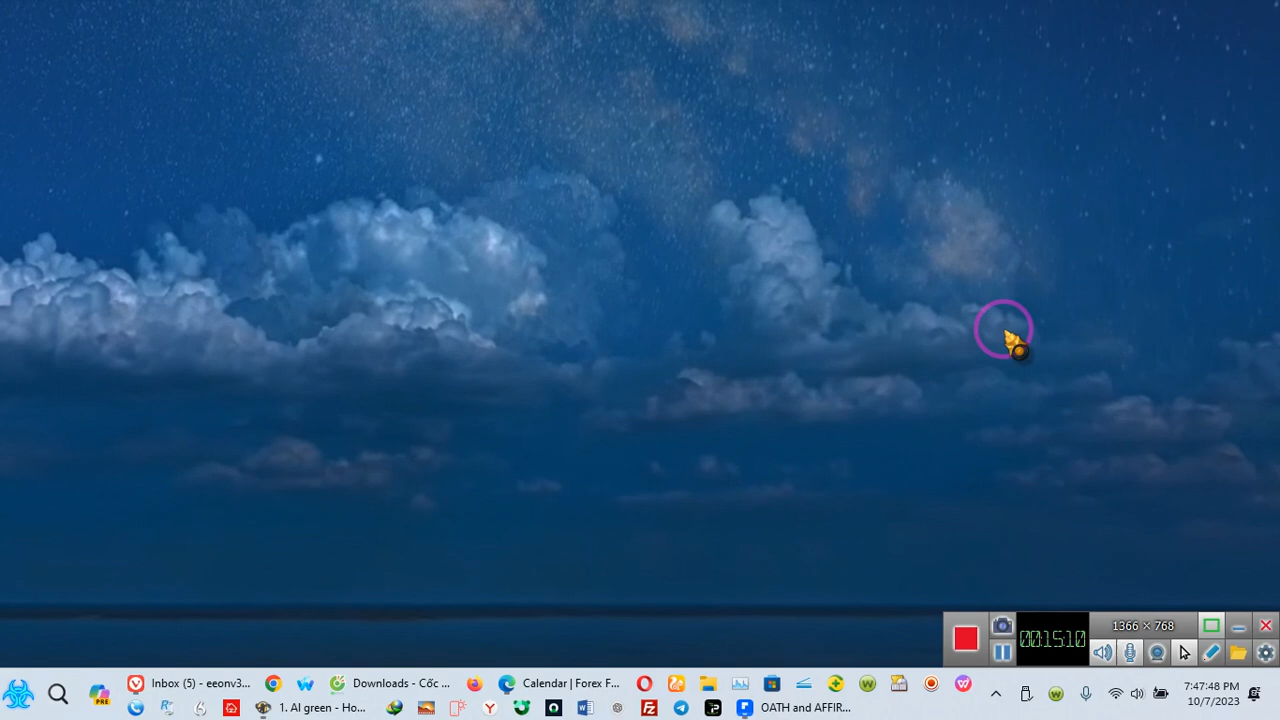 00:15:10
1366 × 768
PRE
Inbox (5) - eeonv3...
Downloads - Cốc ...
Calendar | Forex F...
1. AI green - Ho...
OATH and AFFIR...
7:47:48 PM
10/7/2023